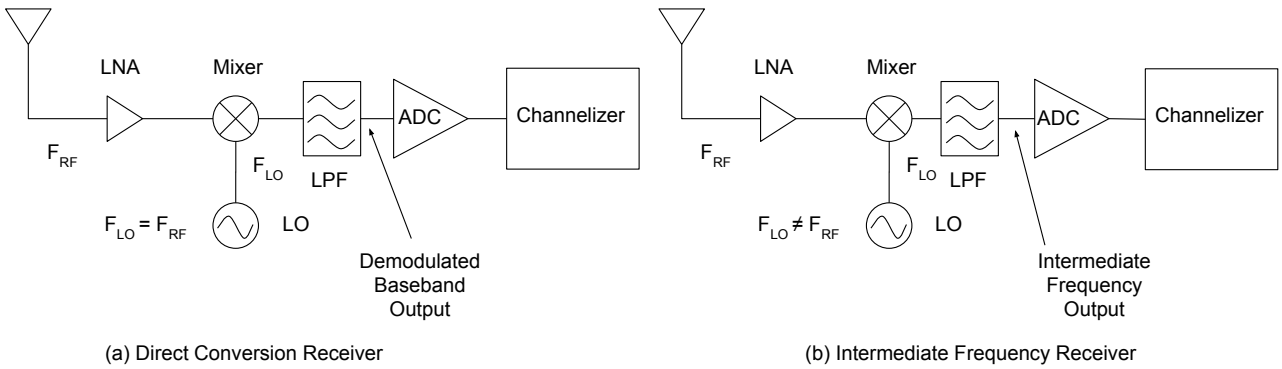 LNA
Mixer
ADC
Channelizer
F_RF
F_LO
LPF
F_LO = F_RF
LO
Demodulated
Baseband
Output
(a) Direct Conversion Receiver
LNA
Mixer
ADC
Channelizer
F_RF
F_LO
LPF
F_LO ≠ F_RF
LO
Intermediate
Frequency
Output
(b) Intermediate Frequency Receiver